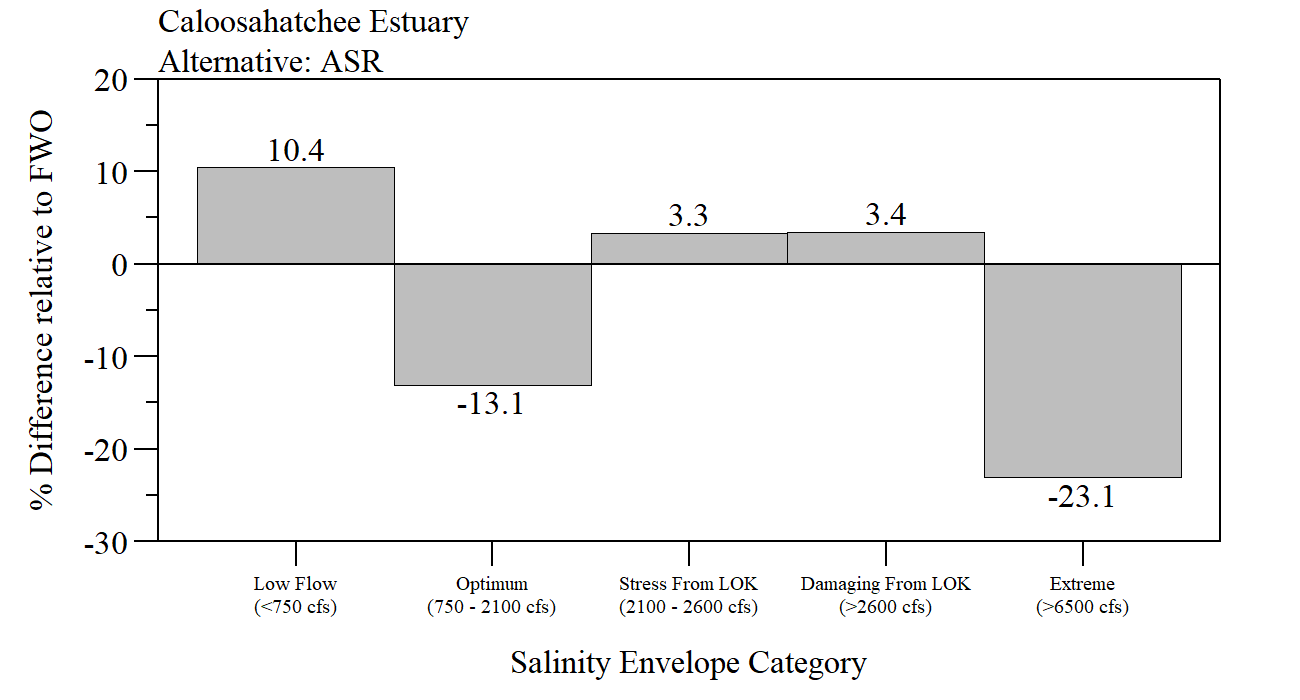 Caloosahatchee Estuary
Alternative: ASR
% Difference relative to FWO
20
10
0
-10
-20
-30
10.4
-13.1
3.3
3.4
-23.1
Low Flow
(<750 cfs)
Optimum
(750 - 2100 cfs)
Stress From LOK
(2100 - 2600 cfs)
Damaging From LOK
(>2600 cfs)
Extreme
(>6500 cfs)
Salinity Envelope Category